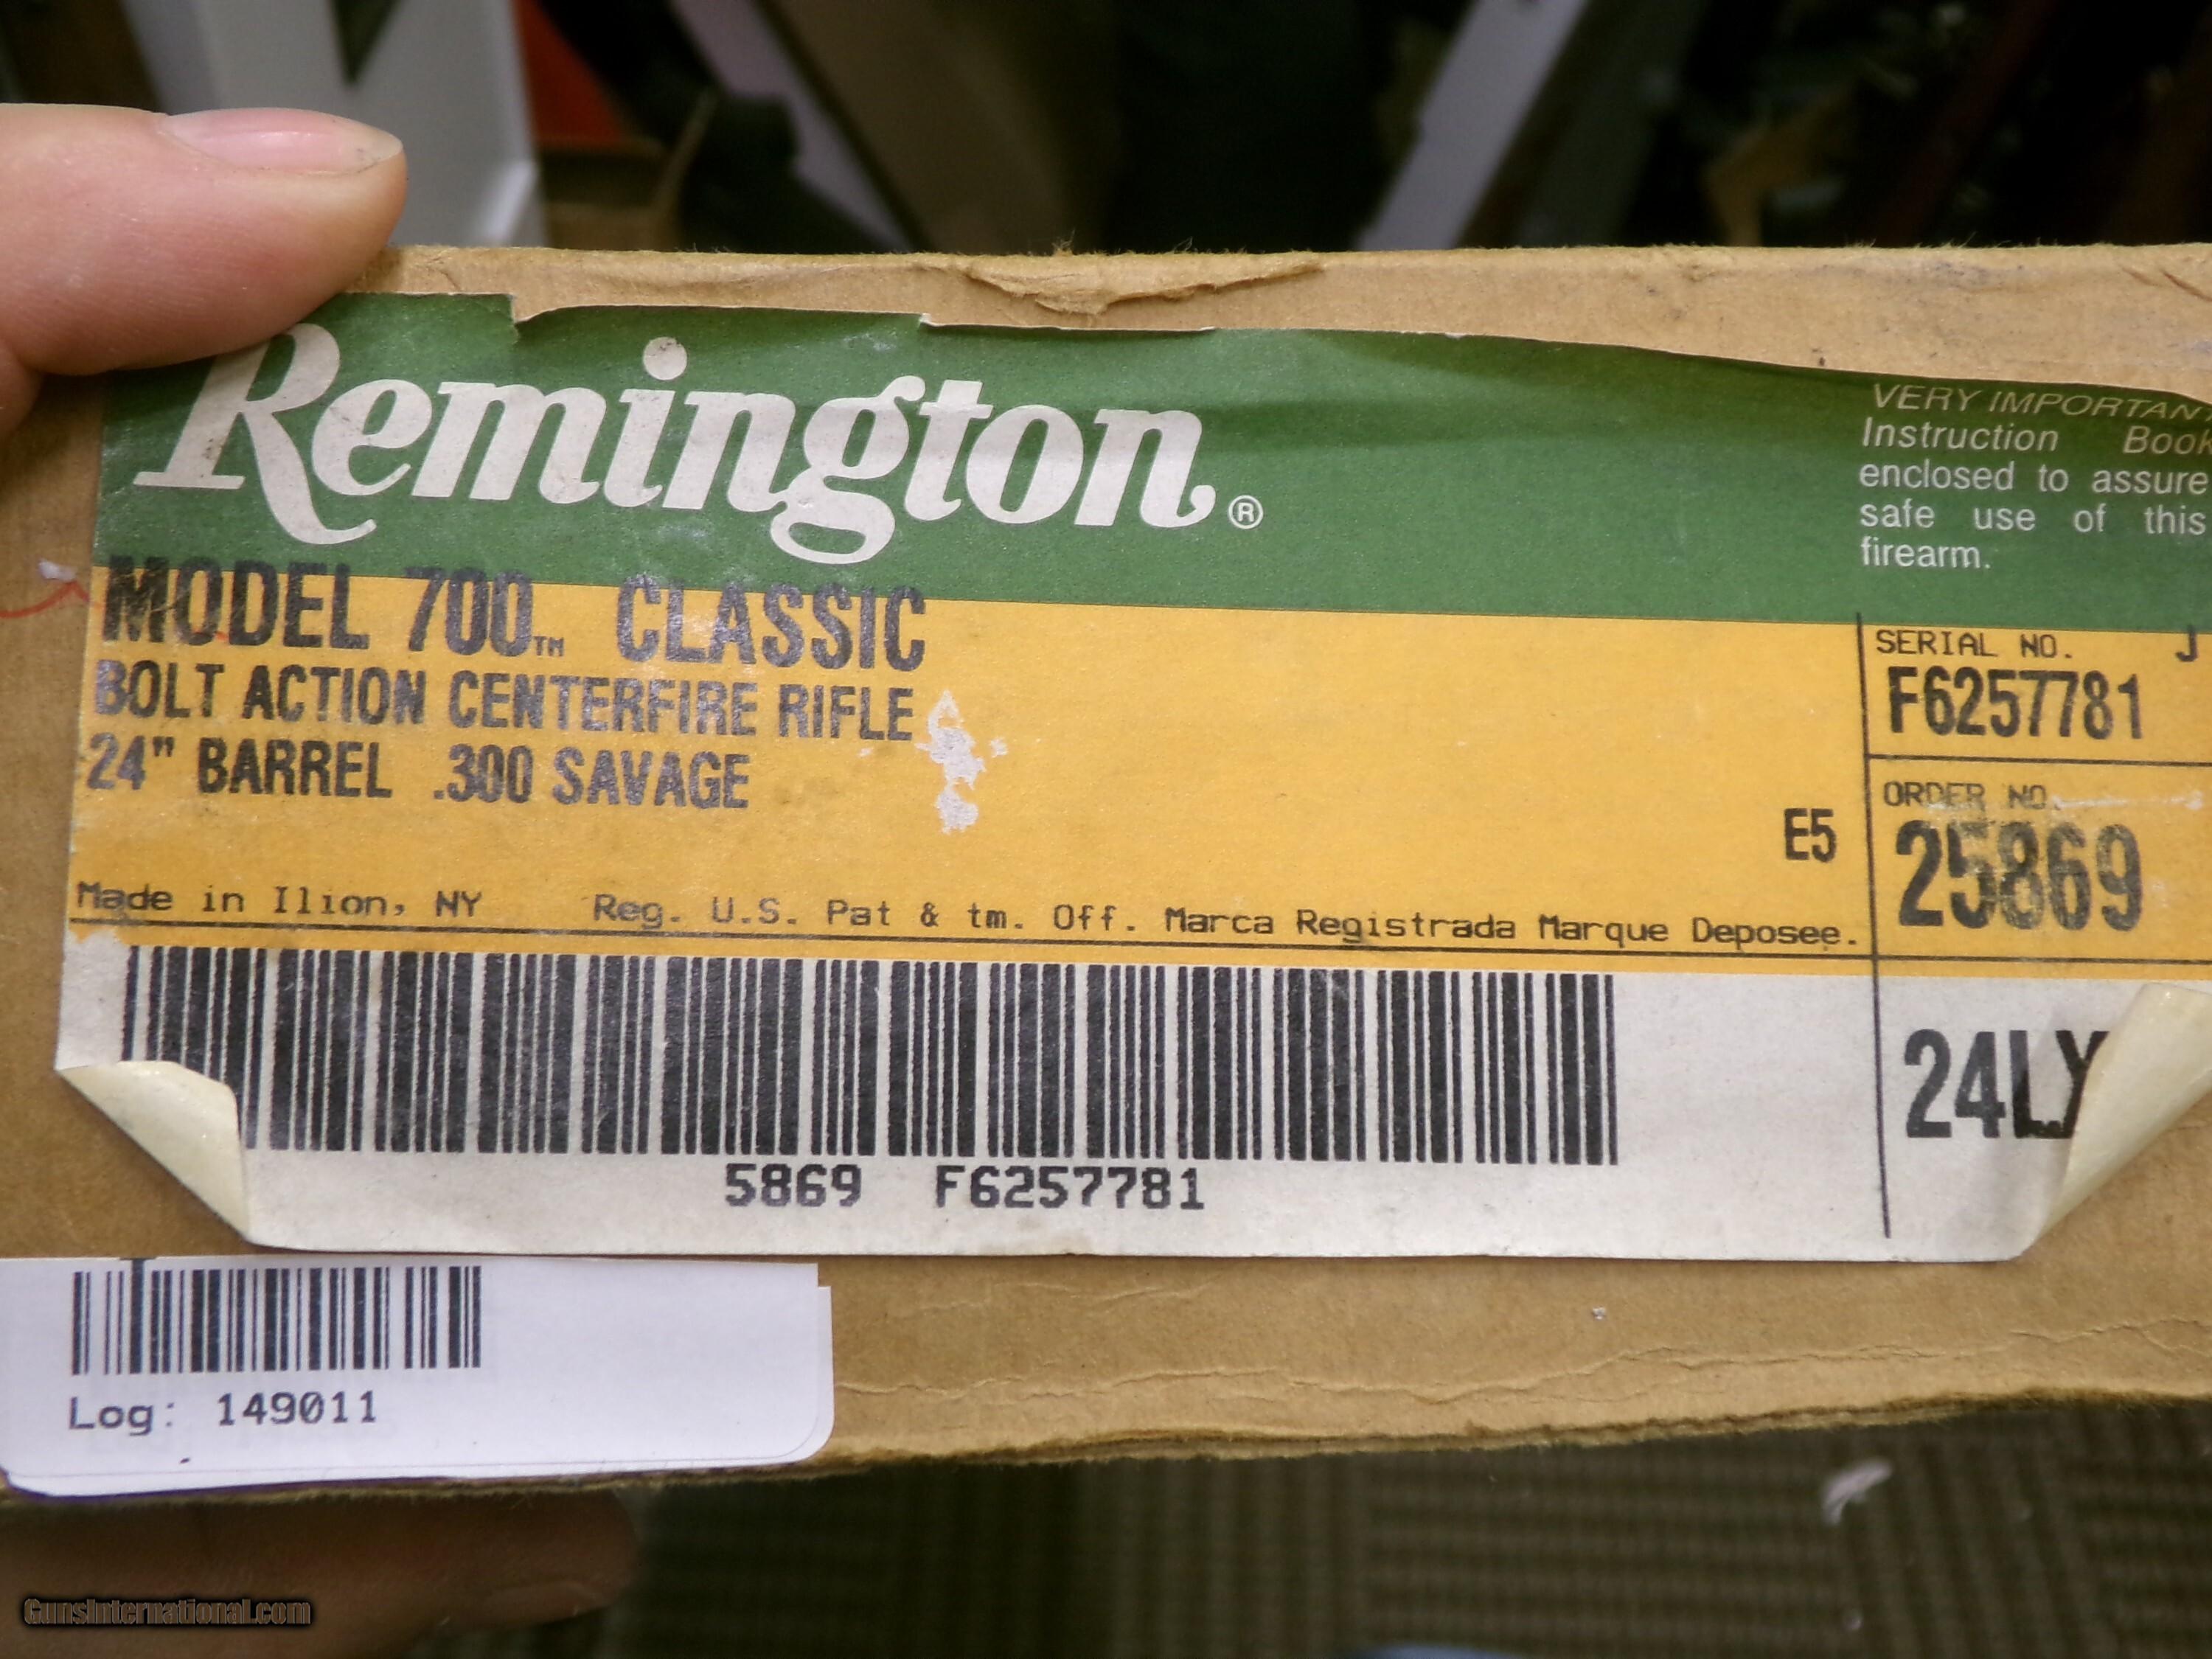 Remington®
VERY IMPORTANT
Instruction Book
enclosed to assure
safe use of this
firearm.
MODEL 700™ CLASSIC
BOLT ACTION CENTERFIRE RIFLE
24" BARREL .300 SAVAGE
E5
SERIAL NO. J
F6257781
ORDER NO.
25869
Made in Ilion, NY Reg. U.S. Pat & tm. Off. Marca Registrada Marque Deposee.
24LY
5869 F6257781
Log: 149011
GunsInternational.com